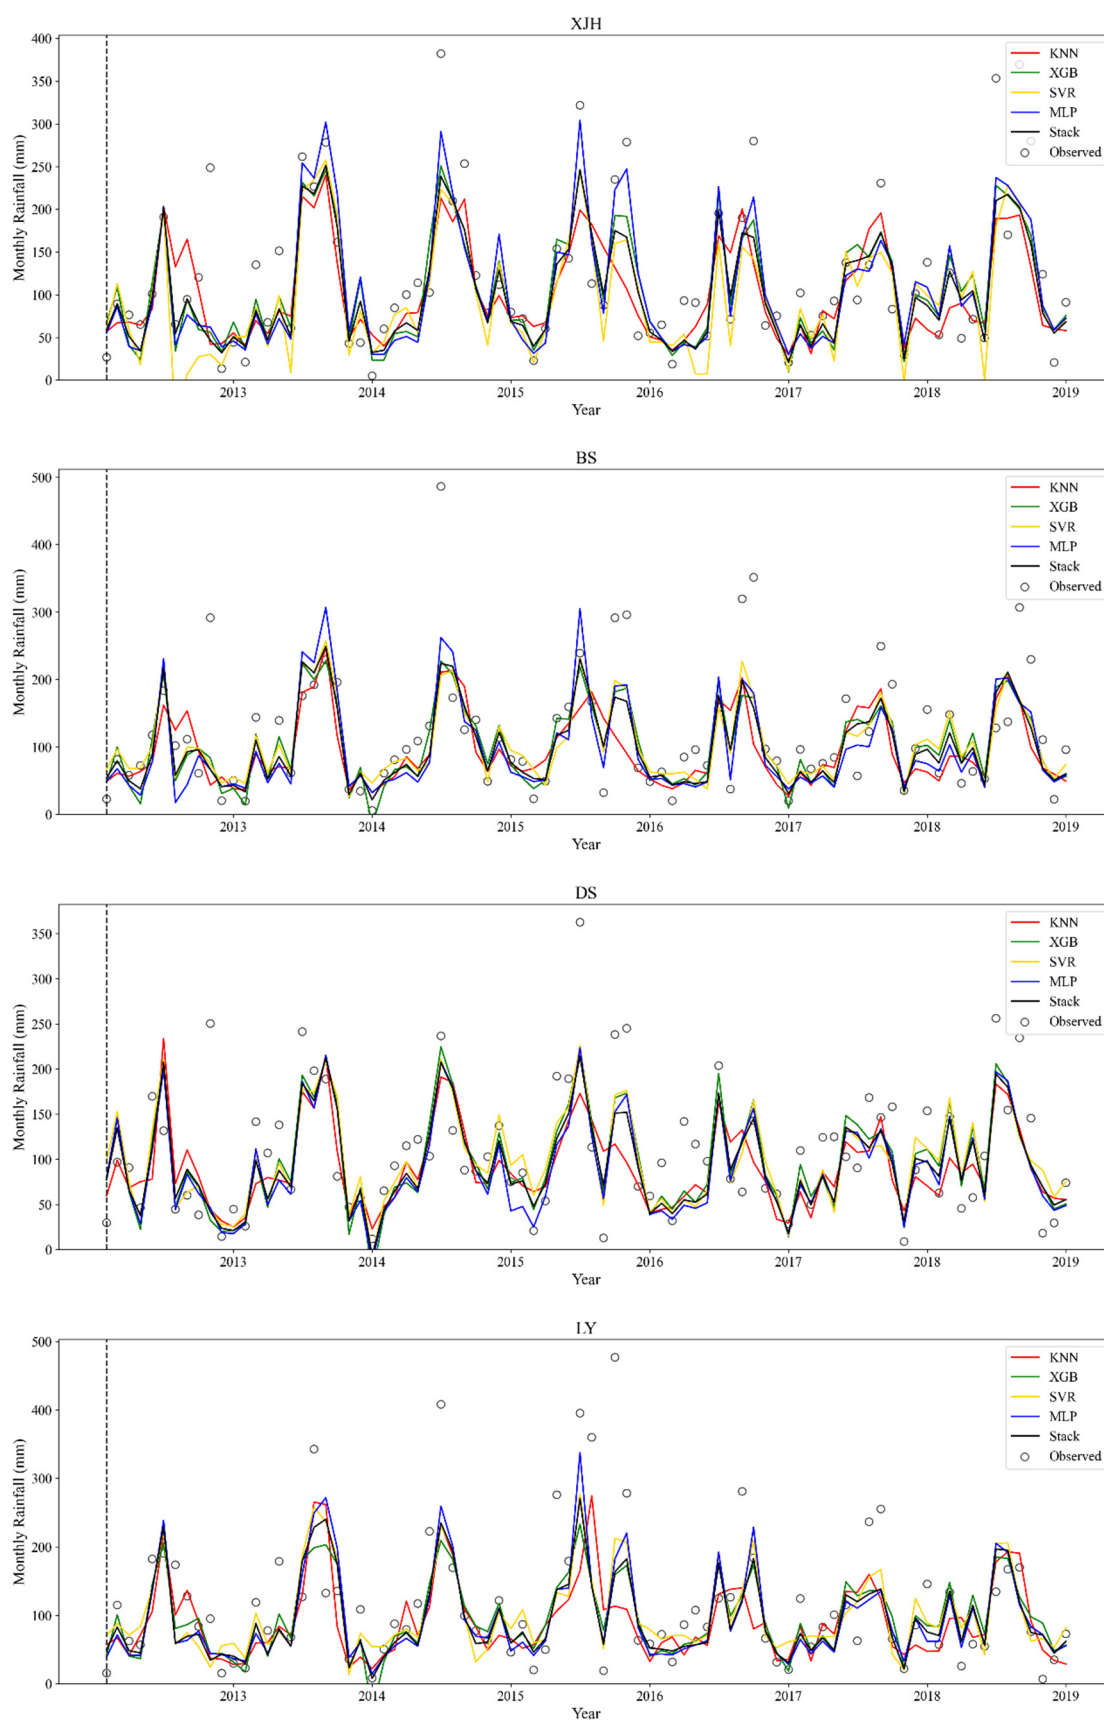 XJH
400
350
300
250
200
150
100
50
0
Monthly Rainfall (mm)
KNN
XGB
SVR
MLP
Stack
Observed
2013 2014 2015 2016 2017 2018 2019
Year
BS
500
400
300
200
100
0
Monthly Rainfall (mm)
KNN
XGB
SVR
MLP
Stack
Observed
2013 2014 2015 2016 2017 2018 2019
Year
DS
350
300
250
200
150
100
50
0
Monthly Rainfall (mm)
KNN
XGB
SVR
MLP
Stack
Observed
2013 2014 2015 2016 2017 2018 2019
Year
LY
500
400
300
200
100
0
Monthly Rainfall (mm)
KNN
XGB
SVR
MLP
Stack
Observed
2013 2014 2015 2016 2017 2018 2019
Year